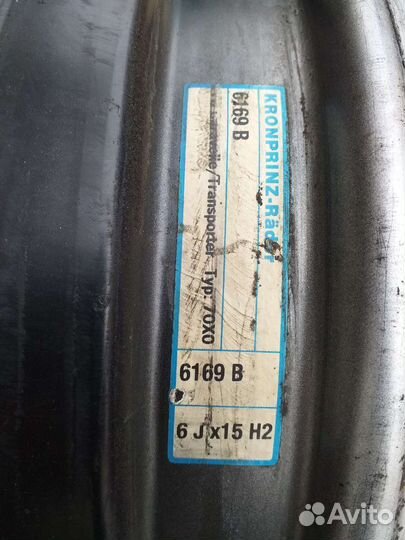 KRONPRINZ-Räder
6169 B
/Transporter Typ: 70X0
6169 B
6 J x15 H2
Avito